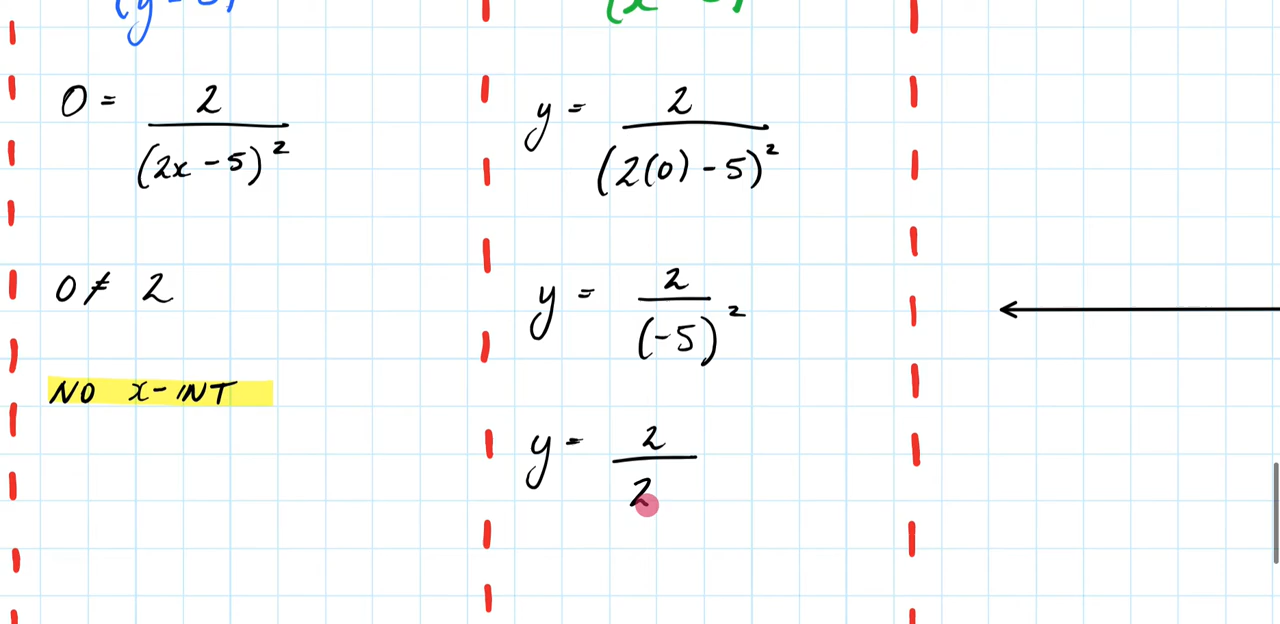 0 = 2 / (2x - 5)²
0 ≠ 2
NO x-INT
y = 2 / (2(0) - 5)²
y = 2 / (-5)²
y = 2 / 2